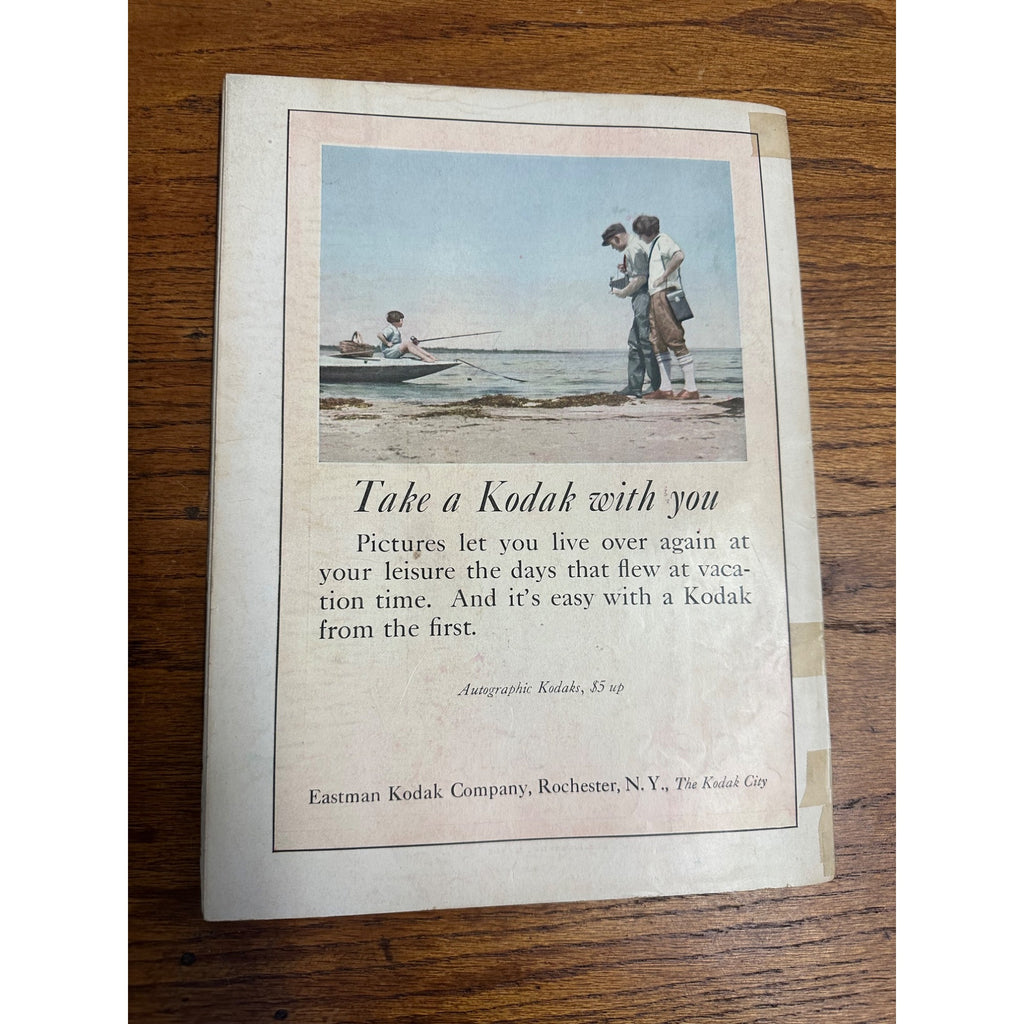 Take a Kodak with you
Pictures let you live over again at
your leisure the days that flew at vaca-
tion time. And it's easy with a Kodak
from the first.
Autographic Kodaks, $5 up
Eastman Kodak Company, Rochester, N. Y., The Kodak City